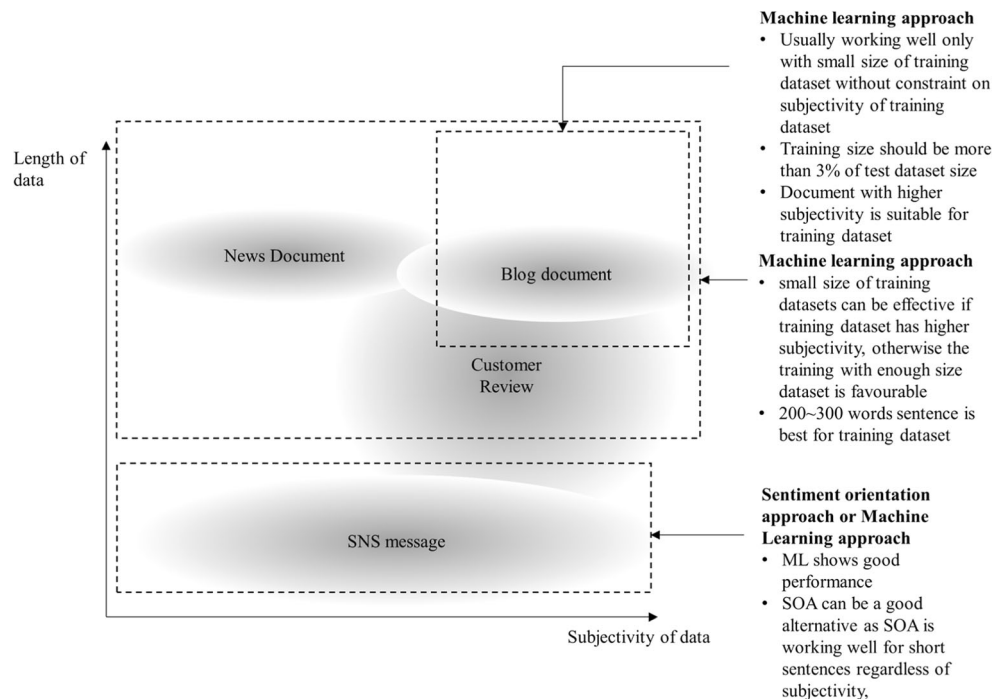 Machine learning approach
• Usually working well only
with small size of training
dataset without constraint on
subjectivity of training
dataset
• Training size should be more
than 3% of test dataset size
• Document with higher
subjectivity is suitable for
training dataset
Length of
data
News Document
Blog document
Customer
Review
Machine learning approach
• small size of training
datasets can be effective if
training dataset has higher
subjectivity, otherwise the
training with enough size
dataset is favourable
• 200~300 words sentence is
best for training dataset
SNS message
Subjectivity of data
Sentiment orientation
approach or Machine
Learning approach
• ML shows good
performance
• SOA can be a good
alternative as SOA is
working well for short
sentences regardless of
subjectivity,